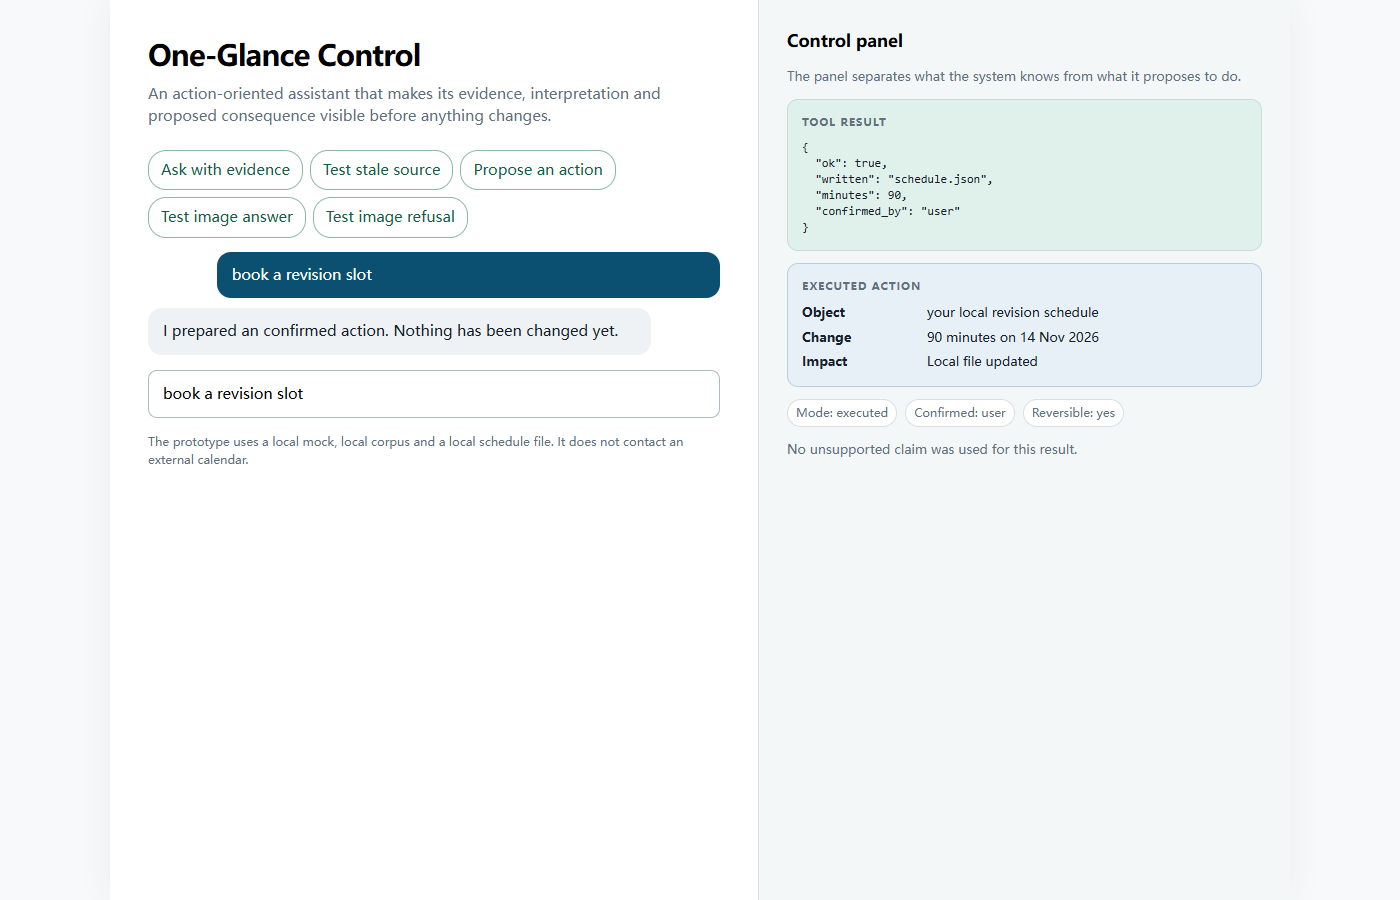 One-Glance Control
An action-oriented assistant that makes its evidence, interpretation and
proposed consequence visible before anything changes.
Ask with evidence
Test stale source
Propose an action
Test image answer
Test image refusal
book a revision slot
I prepared an confirmed action. Nothing has been changed yet.
book a revision slot
The prototype uses a local mock, local corpus and a local schedule file. It does not contact an
external calendar.
Control panel
The panel separates what the system knows from what it proposes to do.
TOOL RESULT
{
  "ok": true,
  "written": "schedule.json",
  "minutes": 90,
  "confirmed_by": "user"
}
EXECUTED ACTION
Object your local revision schedule
Change 90 minutes on 14 Nov 2026
Impact Local file updated
Mode: executed
Confirmed: user
Reversible: yes
No unsupported claim was used for this result.